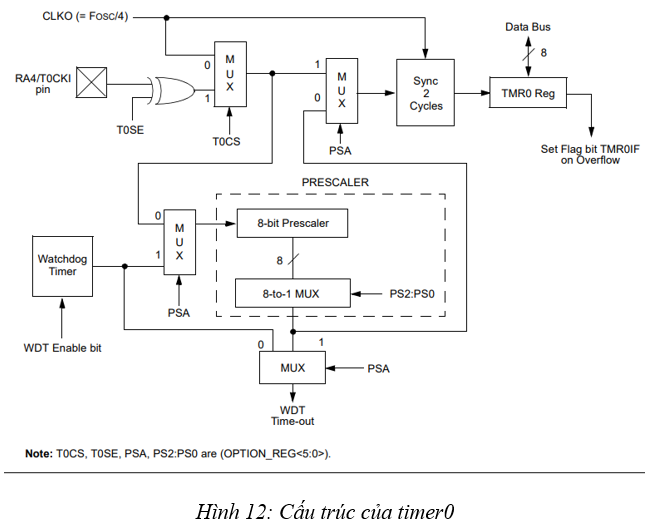 CLKO (= FOSC/4)
Data Bus
8
RA4/T0CKI
pin
0
1
M
U
X
T0SE
T0CS
1
0
M
U
X
PSA
Sync
2
Cycles
TMR0 Reg
Set Flag bit TMR0IF
on Overflow
PRESCALER
0
1
M
U
X
PSA
8-bit Prescaler
8
8-to-1 MUX
PS2:PS0
Watchdog
Timer
WDT Enable bit
0
1
MUX
PSA
WDT
Time-out
Note: T0CS, T0SE, PSA, PS2:PS0 are (OPTION_REG<5:0>).
Hình 12: Cấu trúc của timer0